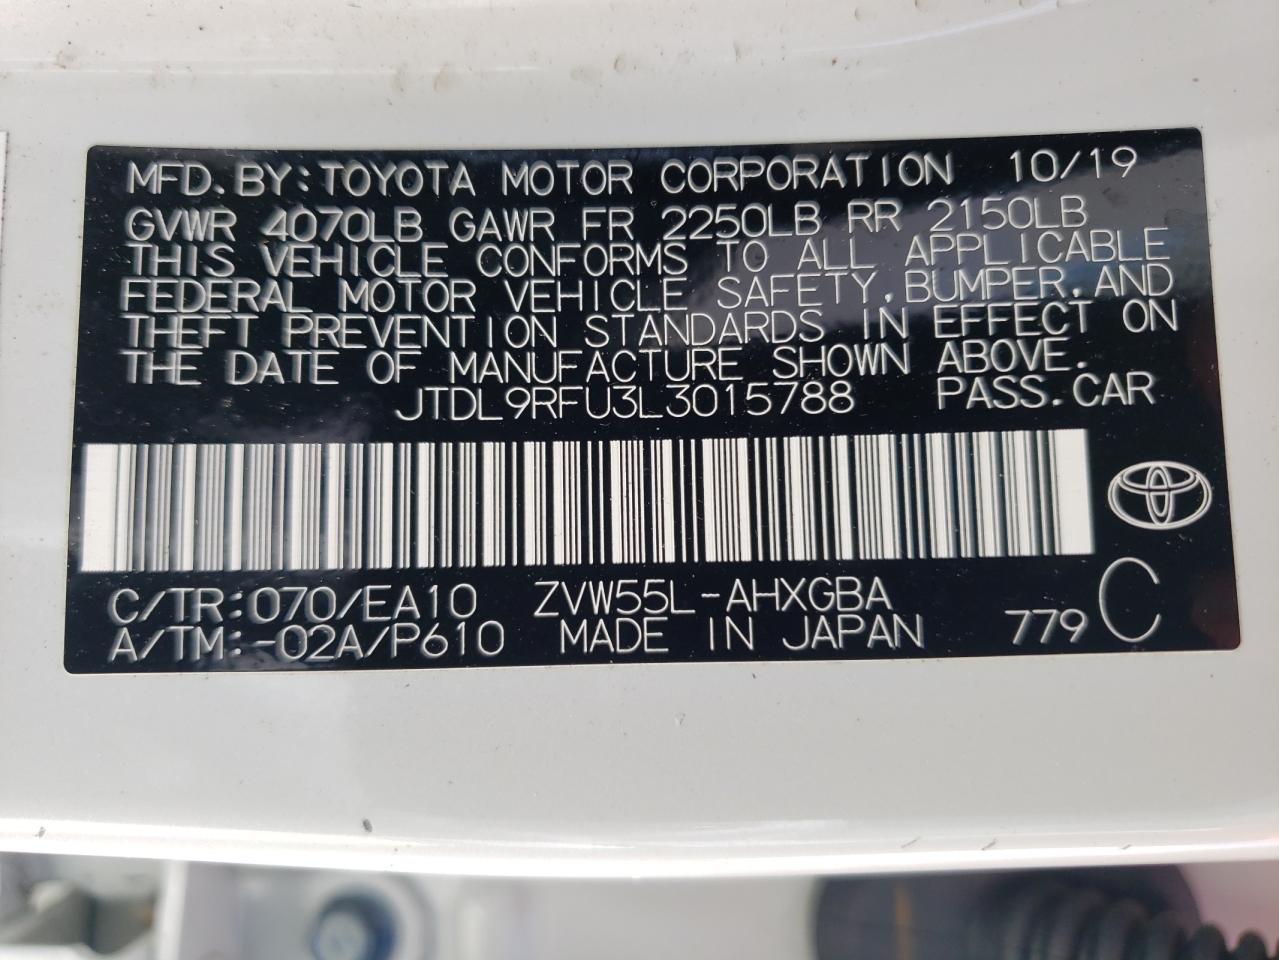 MFD.BY:TOYOTA MOTOR CORPORATION 10/19
GVWR 4070LB GAWR FR 2250LB RR 2150LB
THIS VEHICLE CONFORMS TO ALL APPLICABLE
FEDERAL MOTOR VEHICLE SAFETY,BUMPER,AND
THEFT PREVENTION STANDARDS IN EFFECT ON
THE DATE OF MANUFACTURE SHOWN ABOVE.
JTDL9RFU3L3015788 PASS.CAR
C/TR:070/EA10 ZVW55L-AHXGBA
A/TM:-02A/P610 MADE IN JAPAN 779 C